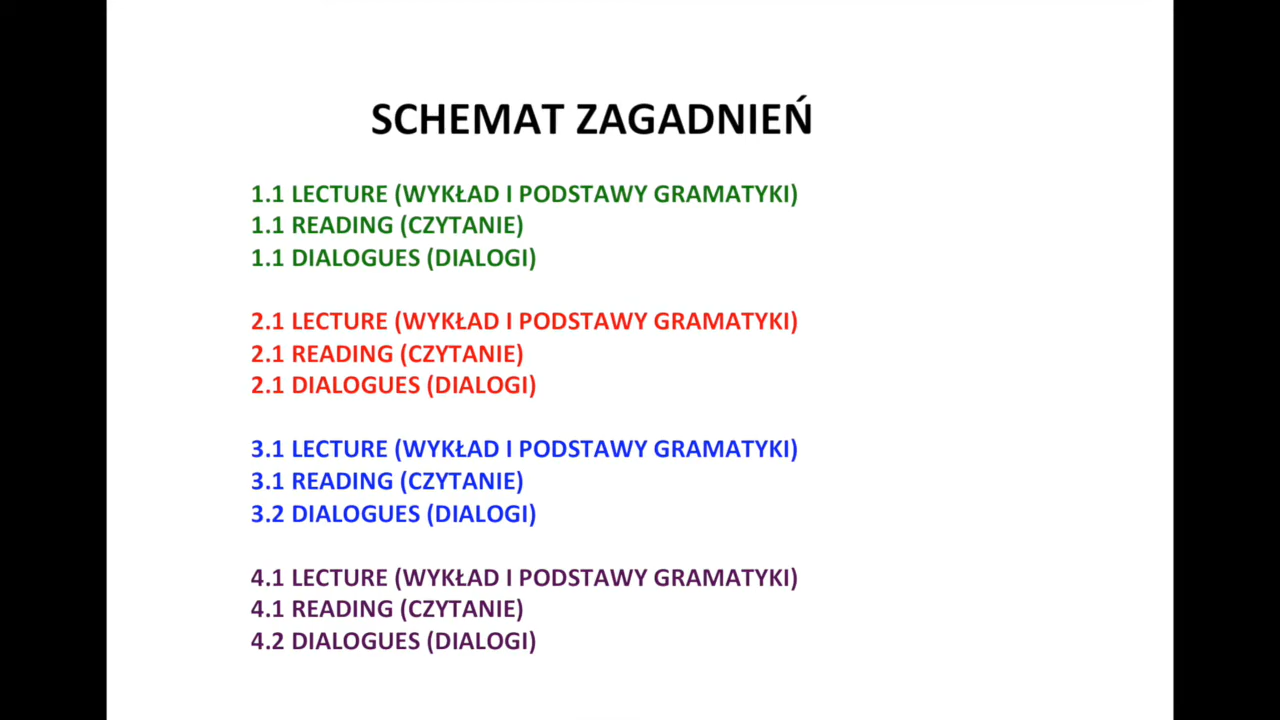 SCHEMAT ZAGADNIEŃ
1.1 LECTURE (WYKŁAD I PODSTAWY GRAMATYKI)
1.1 READING (CZYTANIE)
1.1 DIALOGUES (DIALOGI)
2.1 LECTURE (WYKŁAD I PODSTAWY GRAMATYKI)
2.1 READING (CZYTANIE)
2.1 DIALOGUES (DIALOGI)
3.1 LECTURE (WYKŁAD I PODSTAWY GRAMATYKI)
3.1 READING (CZYTANIE)
3.2 DIALOGUES (DIALOGI)
4.1 LECTURE (WYKŁAD I PODSTAWY GRAMATYKI)
4.1 READING (CZYTANIE)
4.2 DIALOGUES (DIALOGI)